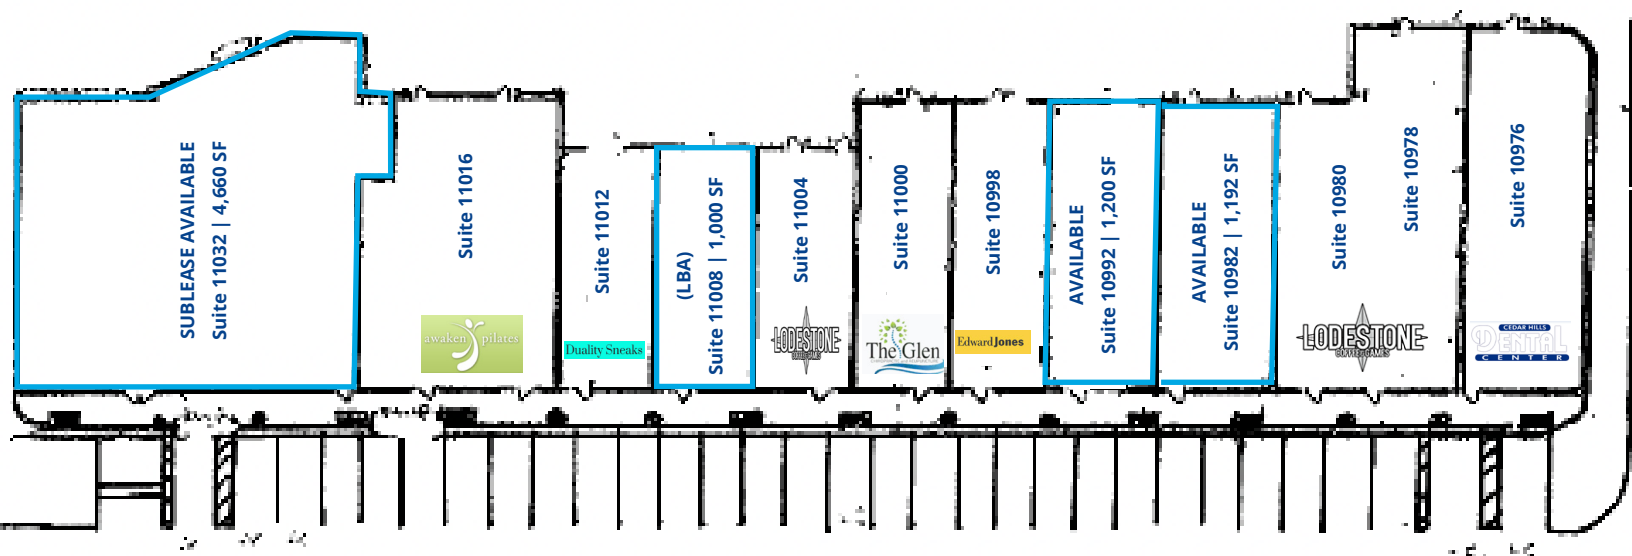 SUBLEASE AVAILABLE
Suite 11032 | 4,660 SF
Suite 11016
awaken pilates
Suite 11012
Duality Sneaks
(LBA)
Suite 11008 | 1,000 SF
Suite 11004
LODESTONE
Suite 11000
The Glen
Suite 10998
Edward Jones
AVAILABLE
Suite 10992 | 1,200 SF
AVAILABLE
Suite 10982 | 1,192 SF
Suite 10980
Suite 10978
LODESTONE
COFFEE GAMES
Suite 10976
CEDAR HILLS
DENTAL
CENTER